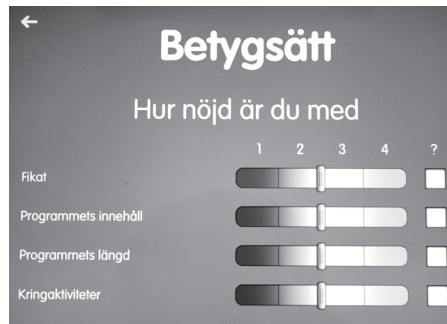 ←
Betygsätt
Hur nöjd är du med
1 2 3 4 ?
Fikat
Programmets innehåll
Programmets längd
Kringaktiviteter